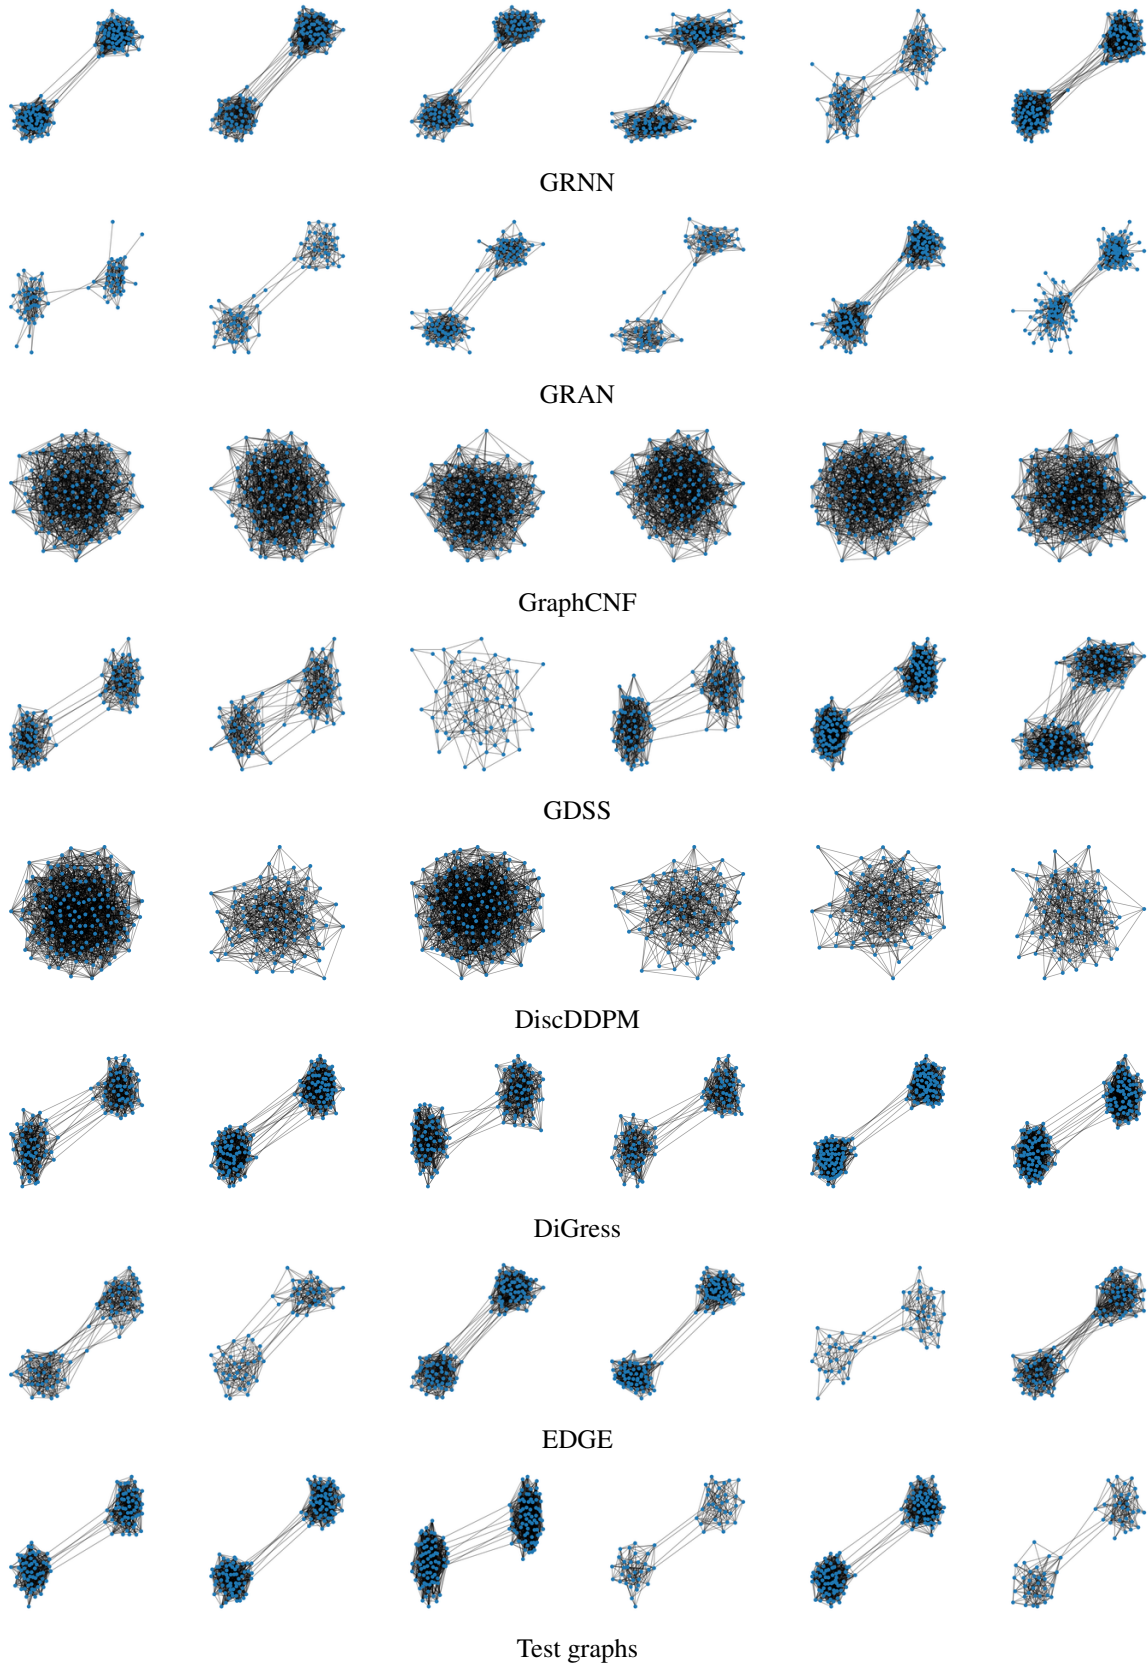 GRNN
GRAN
GraphCNF
GDSS
DiscDDPM
DiGress
EDGE
Test graphs